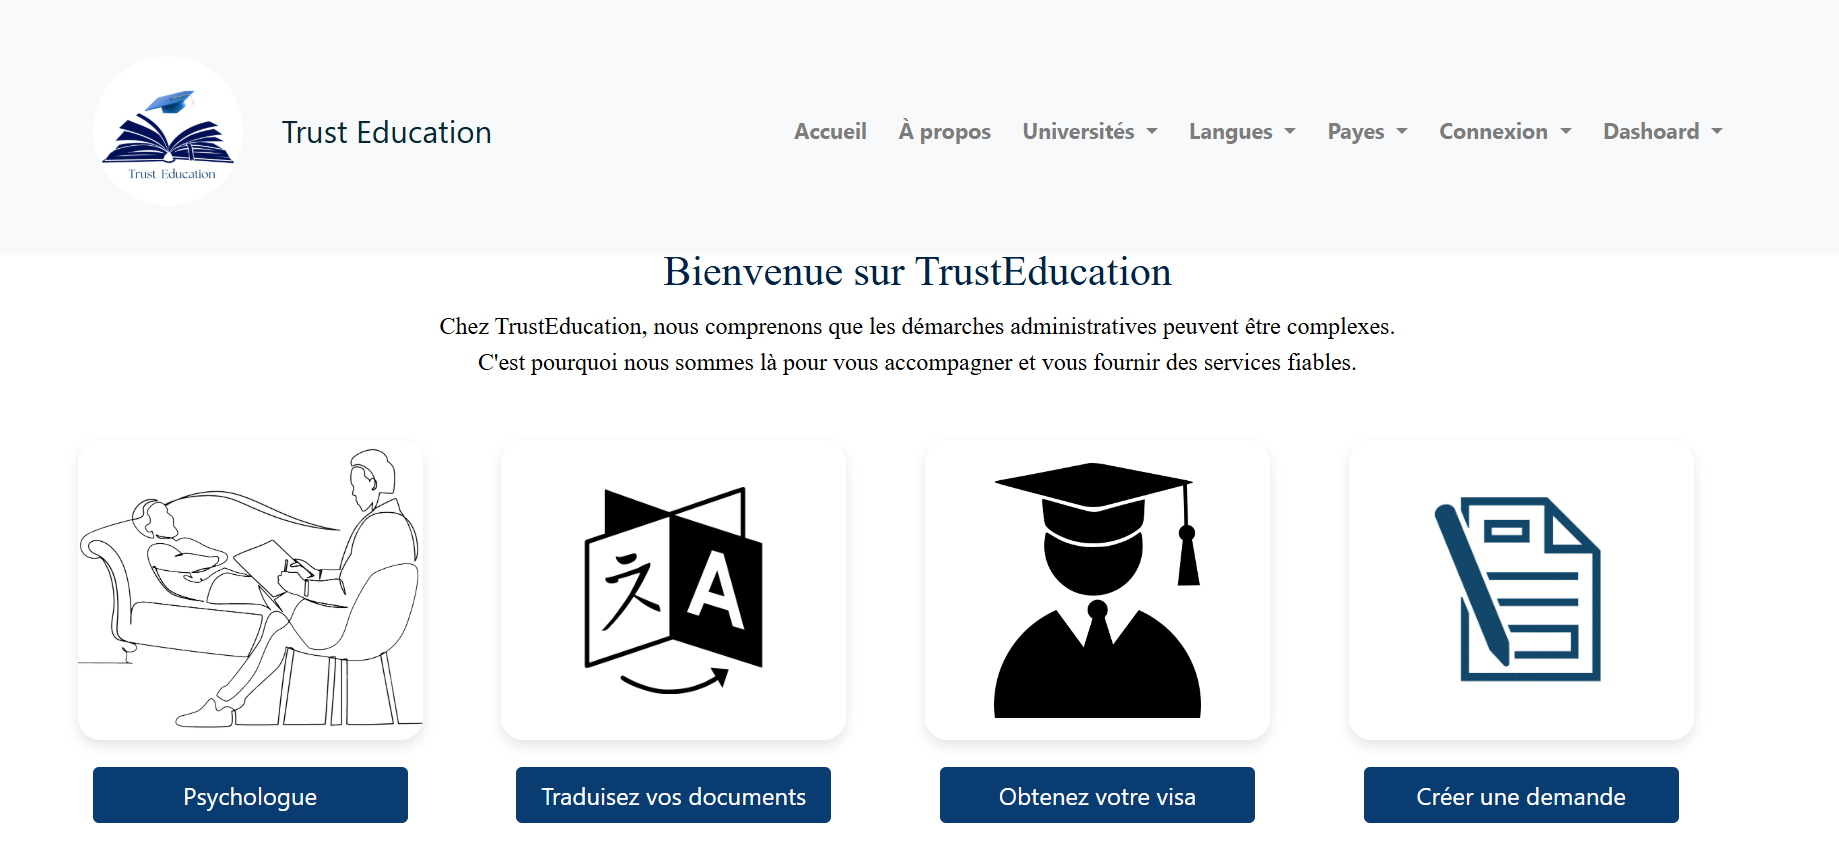 Trust Education
Trust Education
Accueil À propos Universités Langues Payes Connexion Dashoard
Bienvenue sur TrustEducation
Chez TrustEducation, nous comprenons que les démarches administratives peuvent être complexes.
C'est pourquoi nous sommes là pour vous accompagner et vous fournir des services fiables.
A
Psychologue
Traduisez vos documents
Obtenez votre visa
Créer une demande